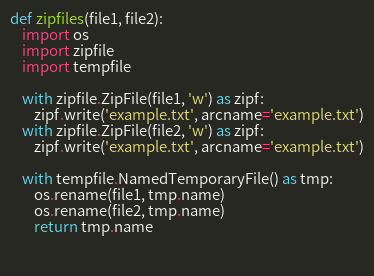 def zipfiles(file1, file2):
import os
import zipfile
import tempfile
with zipfile.ZipFile(file1, 'w') as zipf:
zipf.write('example.txt', arcname='example.txt')
with zipfile.ZipFile(file2, 'w') as zipf:
zipf.write('example.txt', arcname='example.txt')
with tempfile.NamedTemporaryFile() as tmp:
os.rename(file1, tmp.name)
os.rename(file2, tmp.name)
return tmp.name